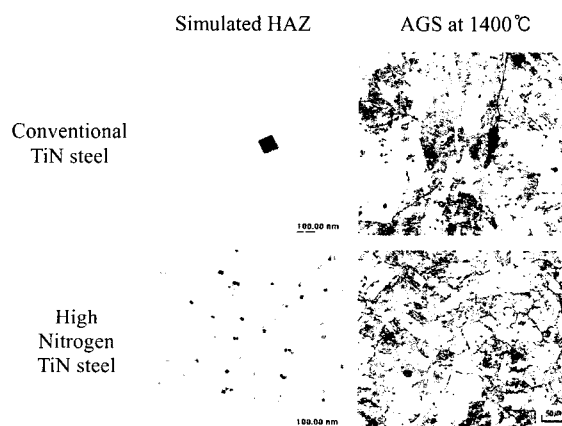 Simulated HAZ
AGS at 1400℃
Conventional
TiN steel
100.00 nm
High
Nitrogen
TiN steel
100.00 nm
50㎛